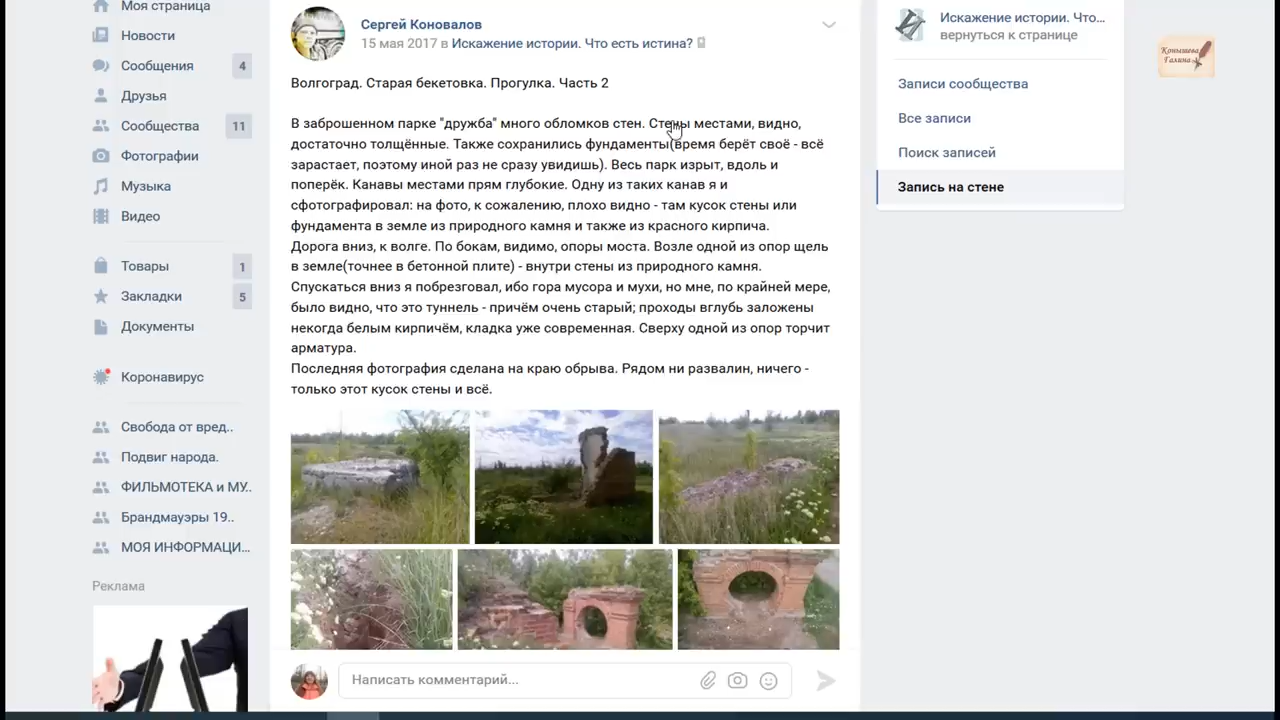 Моя страница
Новости
Сообщения 4
Друзья
Сообщества 11
Фотографии
Музыка
Видео
Товары 1
Закладки 5
Документы
Коронавирус
Свобода от вред..
Подвиг народа.
ФИЛЬМОТЕКА и МУ..
Брандмауэры 19..
МОЯ ИНФОРМАЦИ...
Реклама
Сергей Коновалов
15 мая 2017 в Искажение истории. Что есть истина?
Волгоград. Старая бекетовка. Прогулка. Часть 2
В заброшенном парке "дружба" много обломков стен. Стены местами, видно,
достаточно толщённые. Также сохранились фундаменты(время берёт своё - всё
зарастает, поэтому иной раз не сразу увидишь). Весь парк изрыт, вдоль и
поперёк. Канавы местами прям глубокие. Одну из таких канав я и
сфотографировал: на фото, к сожалению, плохо видно - там кусок стены или
фундамента в земле из природного камня и также из красного кирпича.
Дорога вниз, к волге. По бокам, видимо, опоры моста. Возле одной из опор щель
в земле(точнее в бетонной плите) - внутри стены из природного камня.
Спускаться вниз я побрезговал, ибо гора мусора и мухи, но мне, по крайней мере,
было видно, что это туннель - причём очень старый; проходы вглубь заложены
некогда белым кирпичём, кладка уже современная. Сверху одной из опор торчит
арматура.
Последняя фотография сделана на краю обрыва. Рядом ни развалин, ничего -
только этот кусок стены и всё.
Написать комментарий...
Искажение истории. Что...
вернуться к странице
Записи сообщества
Все записи
Поиск записей
Запись на стене
Конышева
Галина